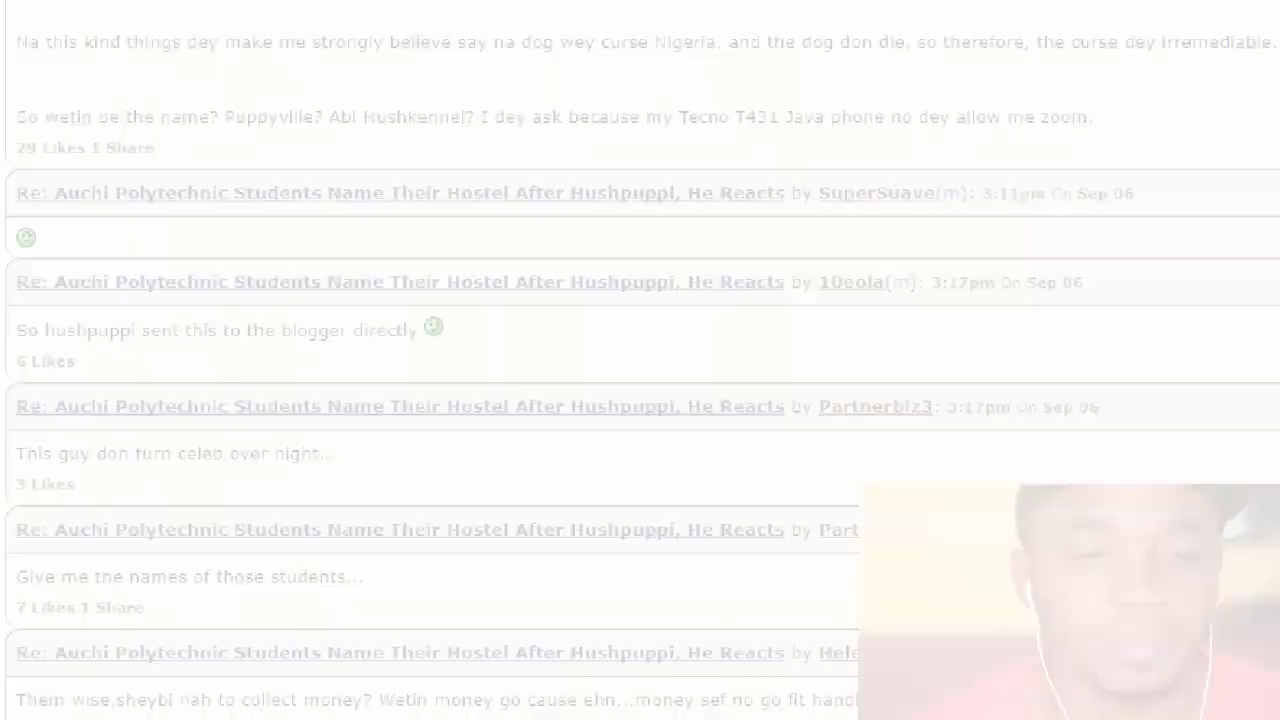 Na this kind things dey make me strongly believe say na dog wey curse Nigeria, and the dog don die, so therefore, the curse dey irremediable.
So wetin be the name? Puppyville? Abi Hushkennel? I dey ask because my Tecno T431 Java phone no dey allow me zoom.
29 Likes 1 Share
Re: Auchi Polytechnic Students Name Their Hostel After Hushpuppi, He Reacts by SuperSuave(m): 3:11pm On Sep 06
Re: Auchi Polytechnic Students Name Their Hostel After Hushpuppi, He Reacts by 10eola(m): 3:17pm On Sep 06
So hushpuppi sent this to the blogger directly
6 Likes
Re: Auchi Polytechnic Students Name Their Hostel After Hushpuppi, He Reacts by Partnerbiz3: 3:17pm On Sep 06
This guy don turn celeb over night...
3 Likes
Re: Auchi Polytechnic Students Name Their Hostel After Hushpuppi, He Reacts by Part
Give me the names of those students...
7 Likes 1 Share
Re: Auchi Polytechnic Students Name Their Hostel After Hushpuppi, He Reacts by Hele
Them wise,sheybi nah to collect money? Wetin money go cause ehn...money sef no go fit handl